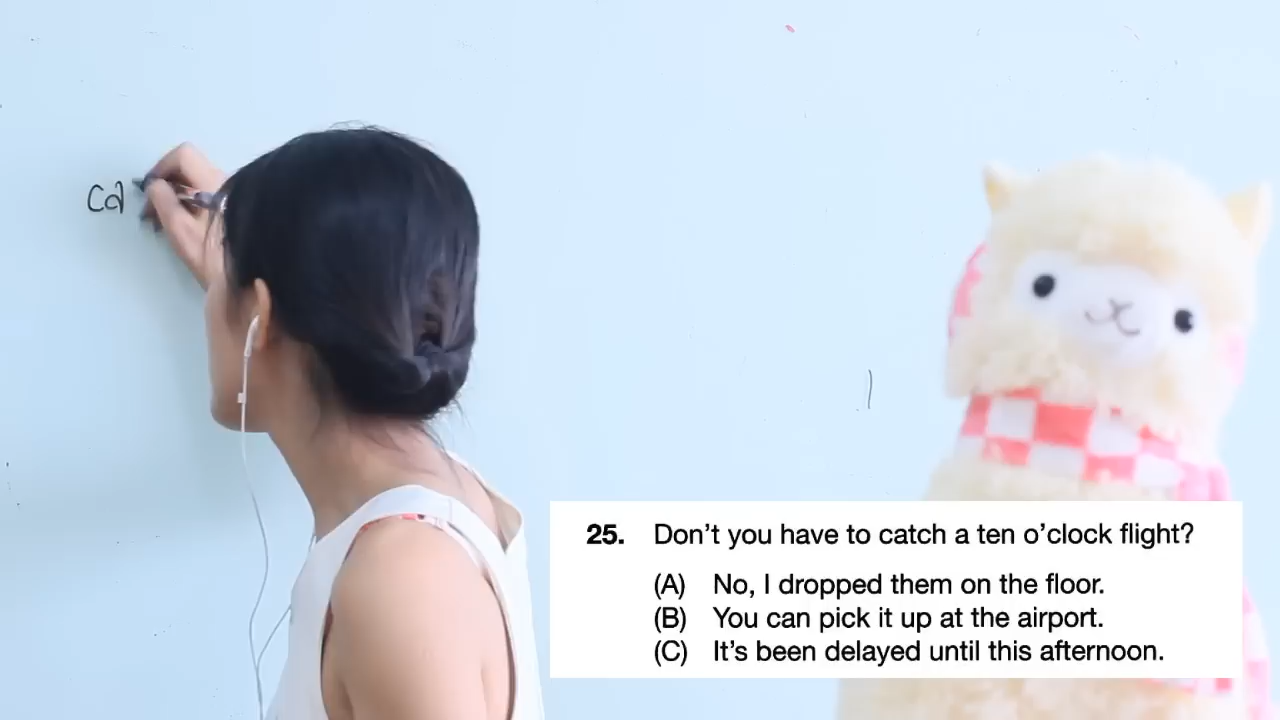 ca
25. Don't you have to catch a ten o'clock flight?
(A) No, I dropped them on the floor.
(B) You can pick it up at the airport.
(C) It's been delayed until this afternoon.